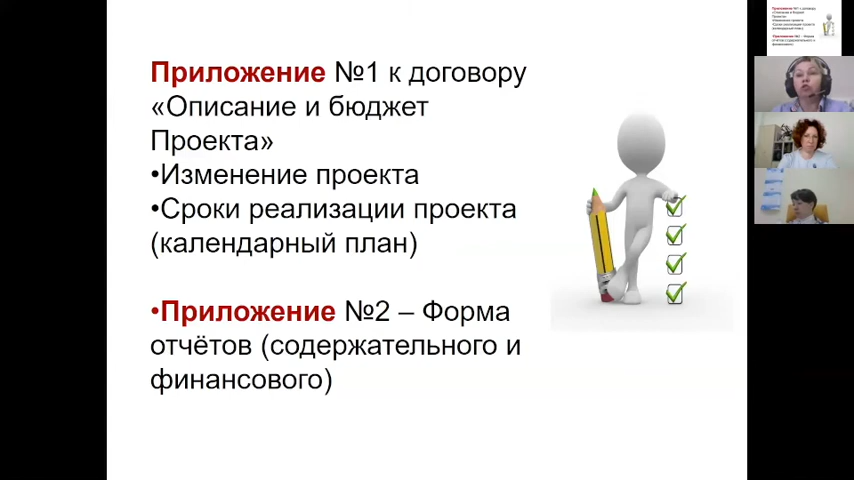 Приложение №1 к договору
«Описание и бюджет
Проекта»
•Изменение проекта
•Сроки реализации проекта
(календарный план)
•Приложение №2 – Форма
отчётов (содержательного и
финансового)